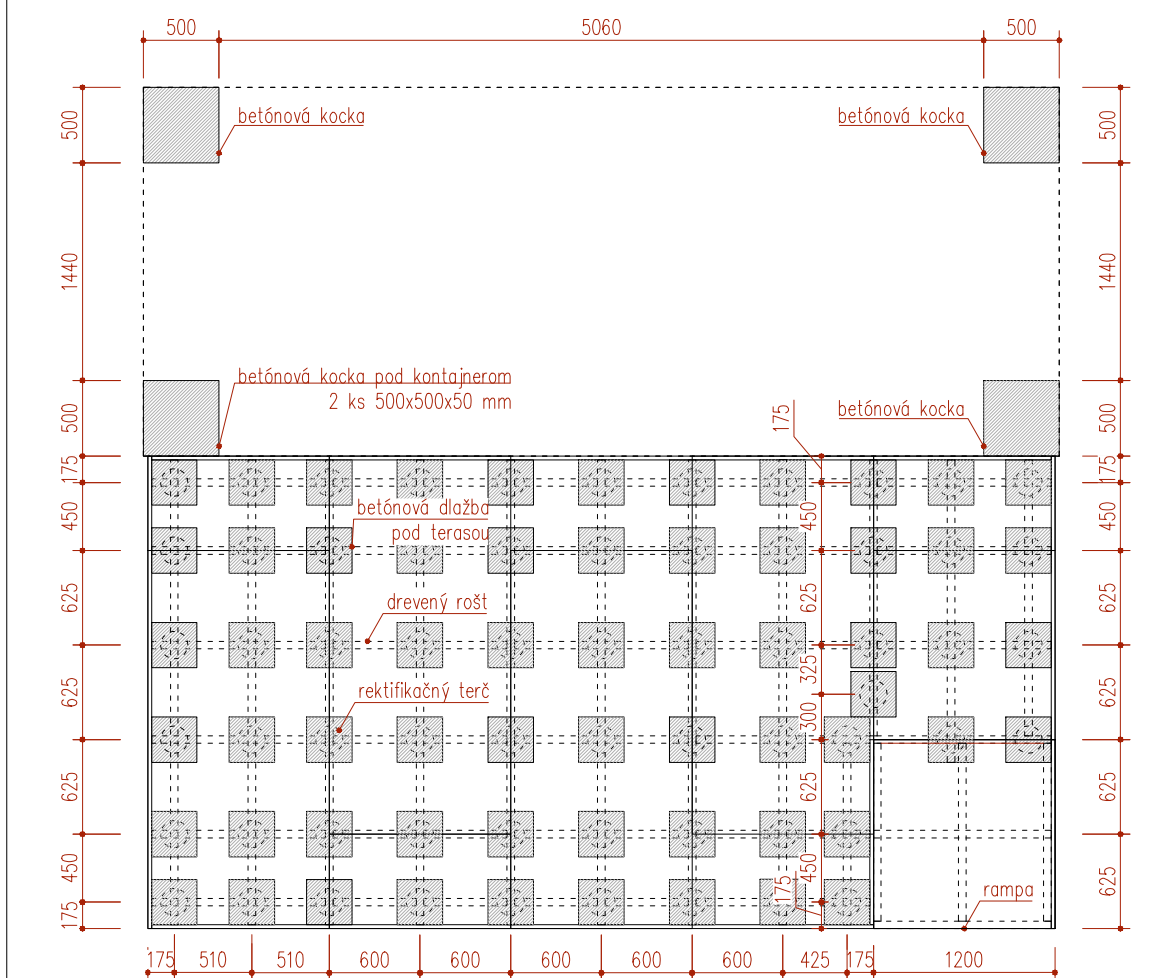 500 5060 500
betónová kocka
betónová kocka
500
500
1440
1440
betónová kocka pod kontajnerom
2 ks 500x500x50 mm
betónová kocka
500
500
175
175
175
betónová dlažba
pod terasou
450
450
450
drevený rošt
625
625
625
rektifikačný terč
325
300
625
625
625
625
625
450
450
175
175
rampa
625
175 510 510 600 600 600 600 600 425 175 1200